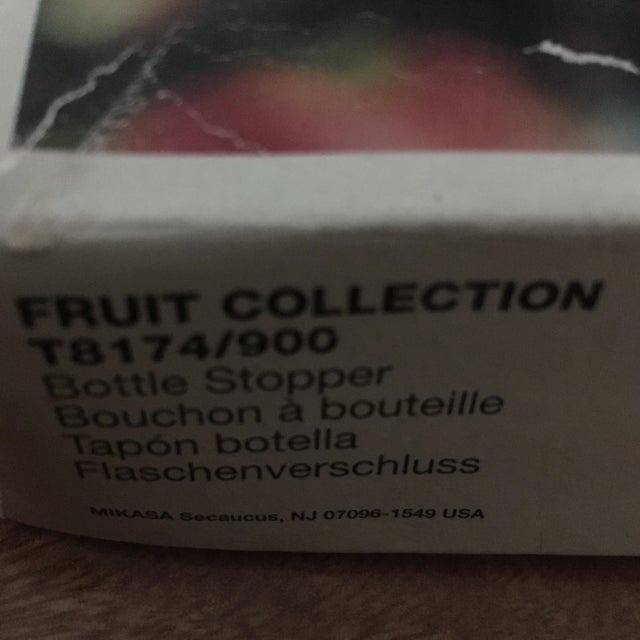 FRUIT COLLECTION
T8174/900
Bottle Stopper
Bouchon à bouteille
Tapón botella
Flaschenverschluss
MIKASA Secaucus, NJ 07096-1549 USA